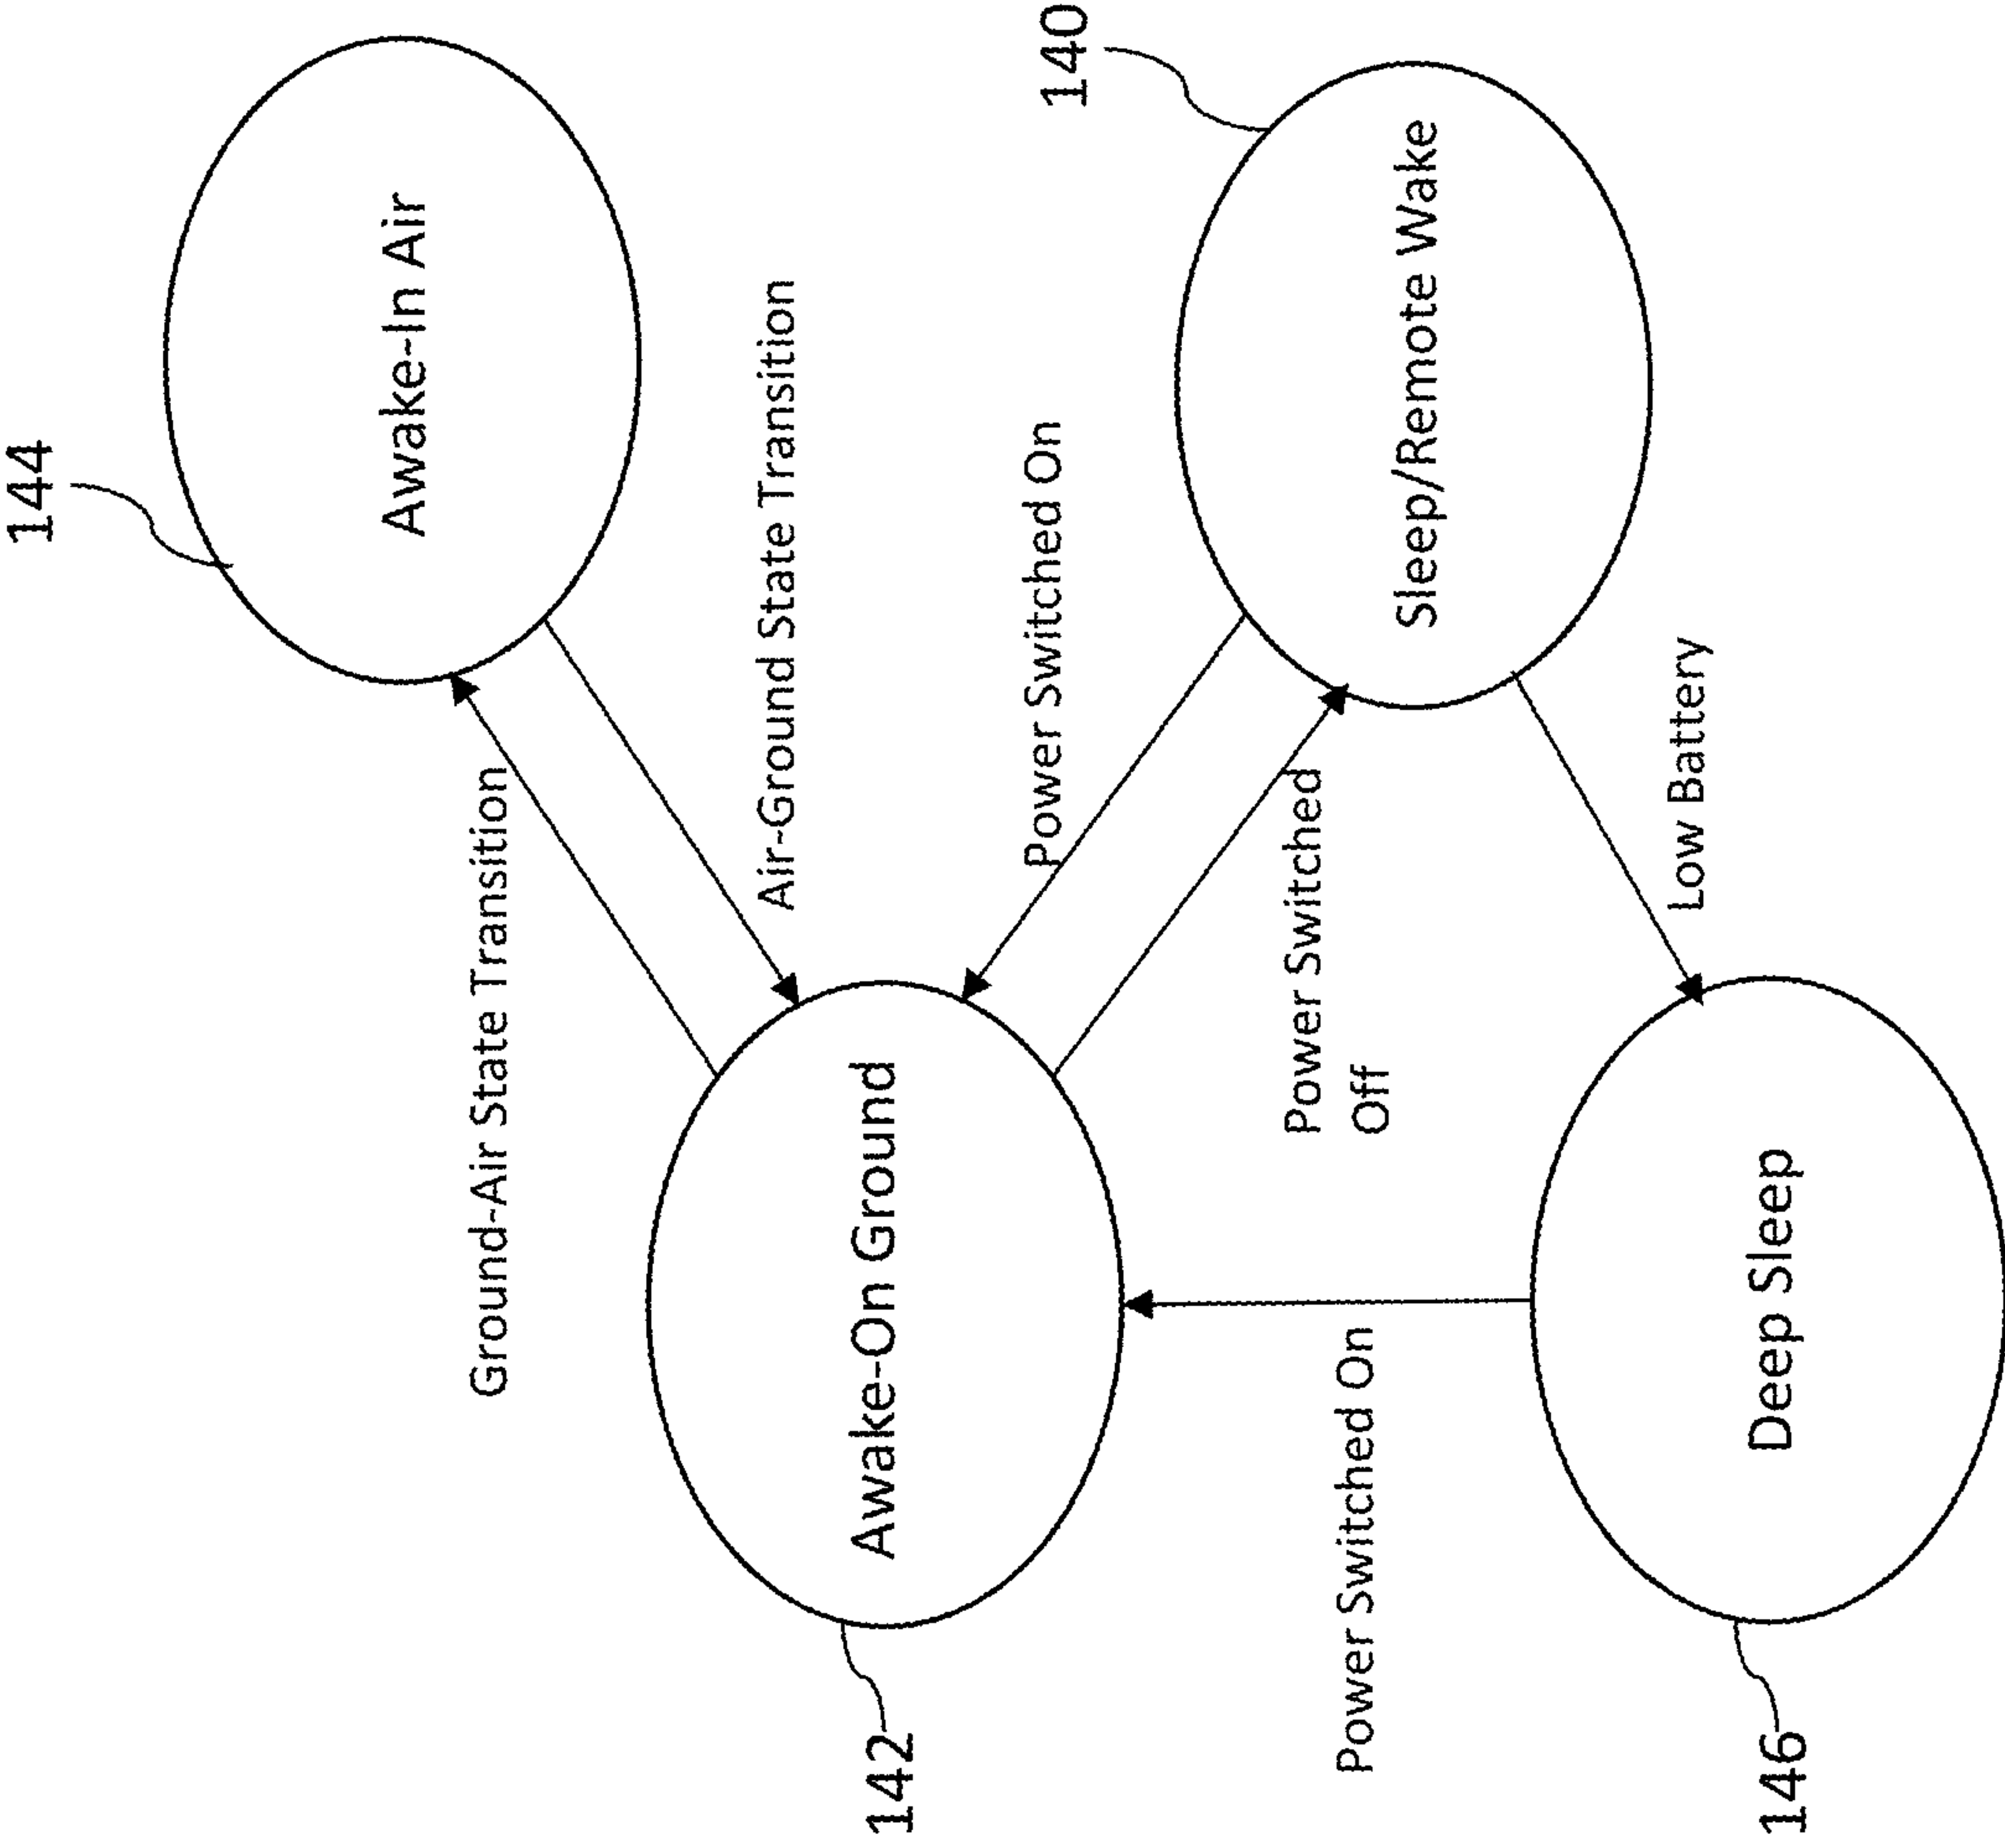 144
Awake-In Air
Ground-Air State Transition
Air-Ground State Transition
142
Awake-On Ground
Power Switched On
140
Sleep/Remote Wake
Power Switched
Off
Power Switched On
Low Battery
146
Deep Sleep